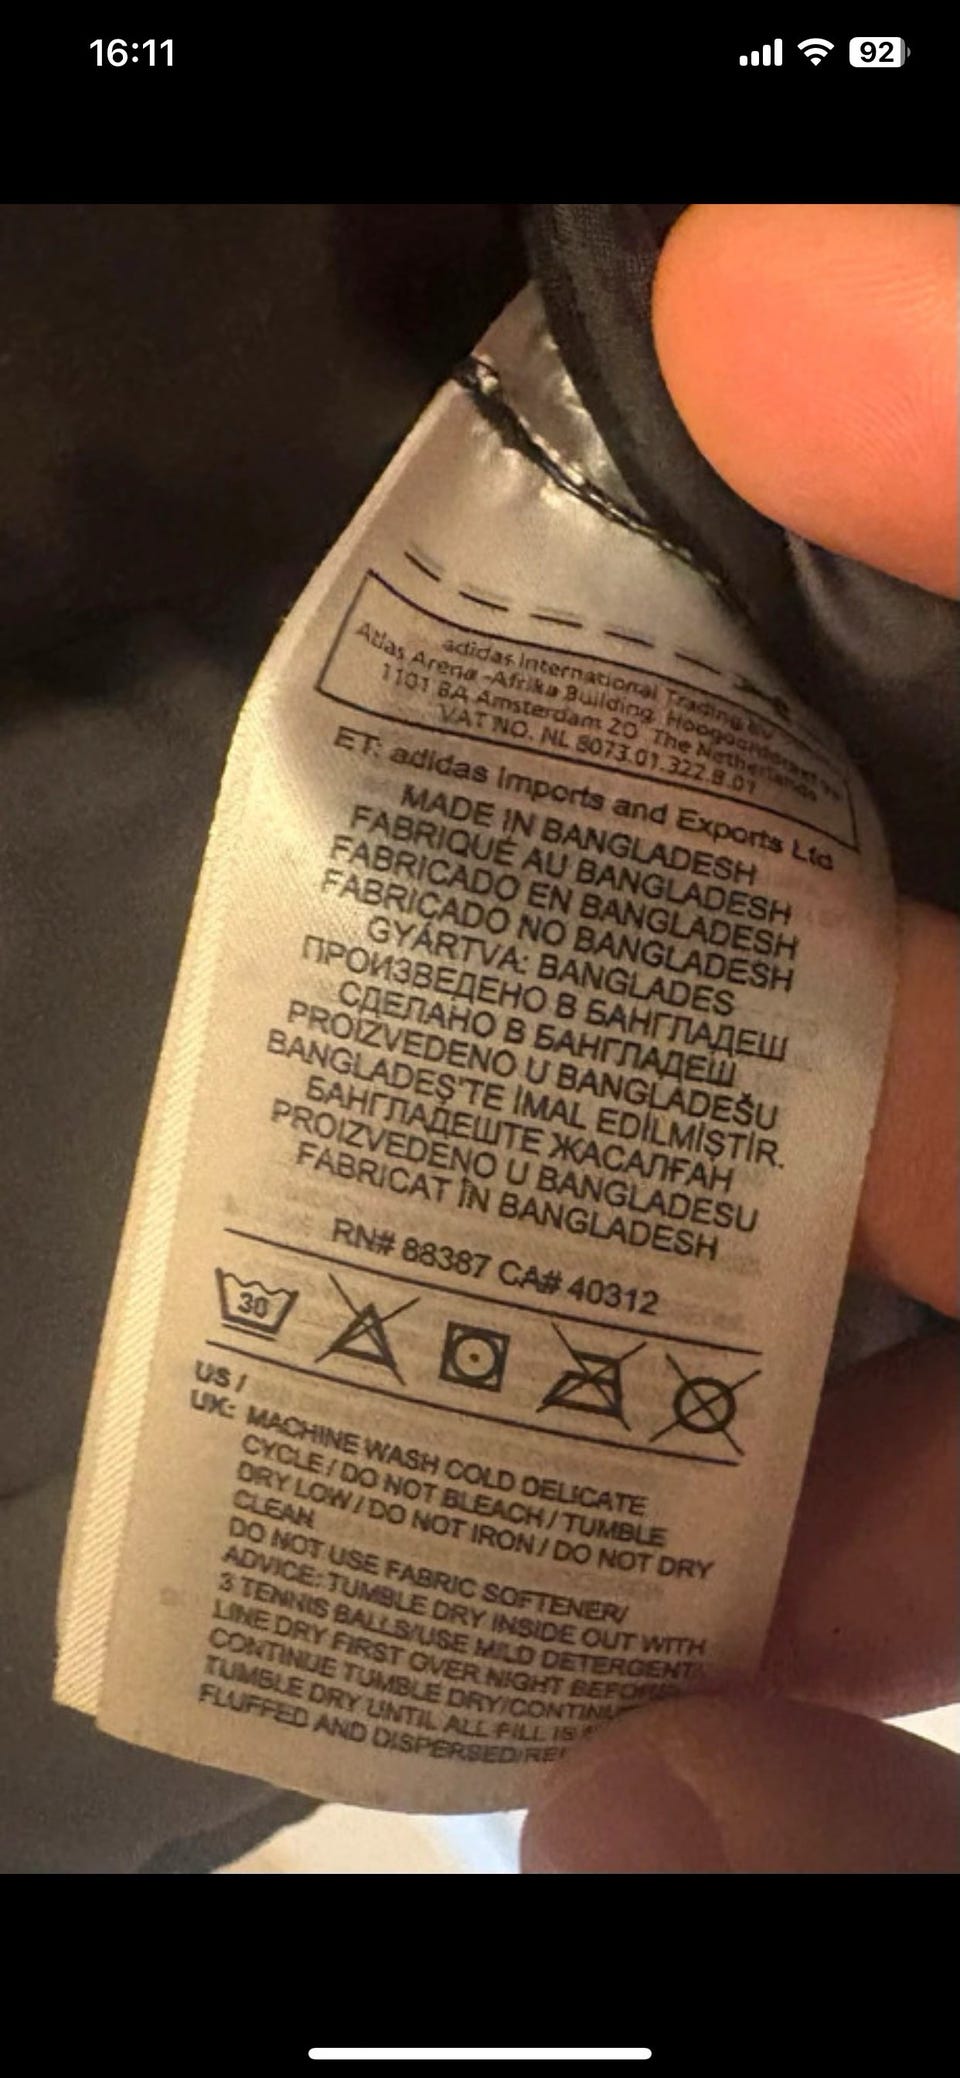 16:11
92
adidas International Trading BV
Atlas Arena -Afrika Building, Hoogoorddreef
1101 BA Amsterdam ZO The Netherlands
VAT NO. NL 8073.01.322.B.01
ET: adidas Imports and Exports Ltd
MADE IN BANGLADESH
FABRIQUÉ AU BANGLADESH
FABRICADO EN BANGLADESH
FABRICADO NO BANGLADESH
GYÁRTVA: BANGLADES
ПРОИЗВЕДЕНО В БАНГЛАДЕШ
СДЕЛАНО В БАНГЛАДЕШ
PROIZVEDENO U BANGLADEŠU
BANGLADEŞ'TE İMAL EDİLMİŞTİR.
БАНГЛАДЕШТЕ ЖАСАЛҒАН
PROIZVEDENO U BANGLADESU
FABRICAT ÎN BANGLADESH
RN# 88387 CA# 40312
30
US /
UK: MACHINE WASH COLD DELICATE
CYCLE / DO NOT BLEACH / TUMBLE
DRY LOW / DO NOT IRON / DO NOT DRY
CLEAN
DO NOT USE FABRIC SOFTENER/
ADVICE: TUMBLE DRY INSIDE OUT WITH
3 TENNIS BALLS/USE MILD DETERGENT/
LINE DRY FIRST OVER NIGHT
CONTINUE TUMBLE
TUMBLE DRY UNTIL ALL FILL IS
FLUFFED AND DISPERSED/